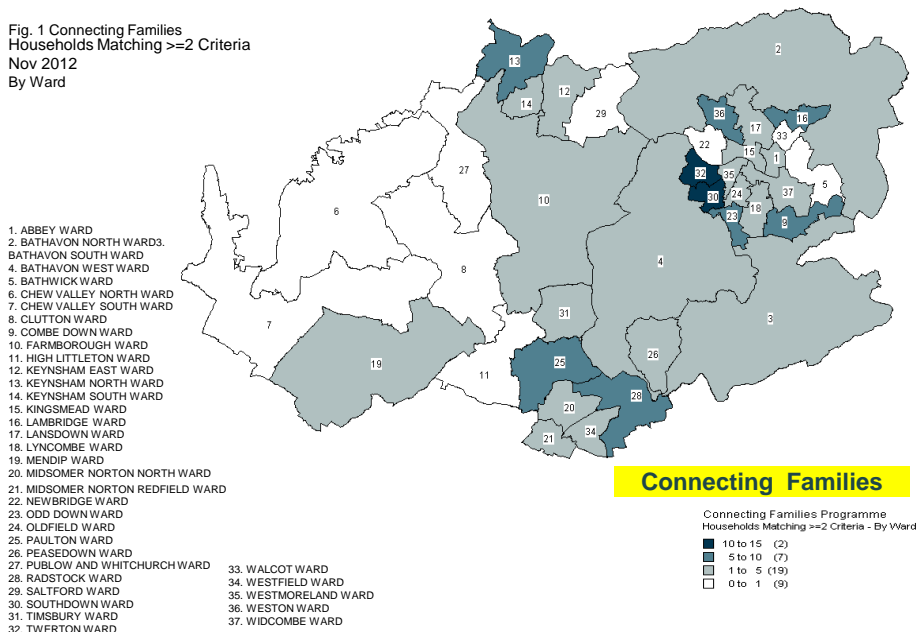 Fig. 1 Connecting Families
Households Matching >=2 Criteria
Nov 2012
By Ward
13
12
14
29
2
36
17
16
33
22
15
1
27
32
35
5
24
37
30
10
18
23
9
6
4
8
3
7
31
26
19
25
11
28
20
34
21
1. ABBEY WARD
2. BATHAVON NORTH WARD3.
BATHAVON SOUTH WARD
4. BATHAVON WEST WARD
5. BATHWICK WARD
6. CHEW VALLEY NORTH WARD
7. CHEW VALLEY SOUTH WARD
8. CLUTTON WARD
9. COMBE DOWN WARD
10. FARMBOROUGH WARD
11. HIGH LITTLETON WARD
12. KEYNSHAM EAST WARD
13. KEYNSHAM NORTH WARD
14. KEYNSHAM SOUTH WARD
15. KINGSMEAD WARD
16. LAMBRIDGE WARD
17. LANSDOWN WARD
18. LYNCOMBE WARD
19. MENDIP WARD
20. MIDSOMER NORTON NORTH WARD
21. MIDSOMER NORTON REDFIELD WARD
22. NEWBRIDGE WARD
23. ODD DOWN WARD
24. OLDFIELD WARD
25. PAULTON WARD
26. PEASEDOWN WARD
27. PUBLOW AND WHITCHURCH WARD
28. RADSTOCK WARD
29. SALTFORD WARD
30. SOUTHDOWN WARD
31. TIMSBURY WARD
32. TWERTON WARD
33. WALCOT WARD
34. WESTFIELD WARD
35. WESTMORELAND WARD
36. WESTON WARD
37. WIDCOMBE WARD
Connecting Families
Connecting Families Programme
Households Matching >=2 Criteria - By Ward
10 to 15 (2)
5 to 10 (7)
1 to 5 (19)
0 to 1 (9)